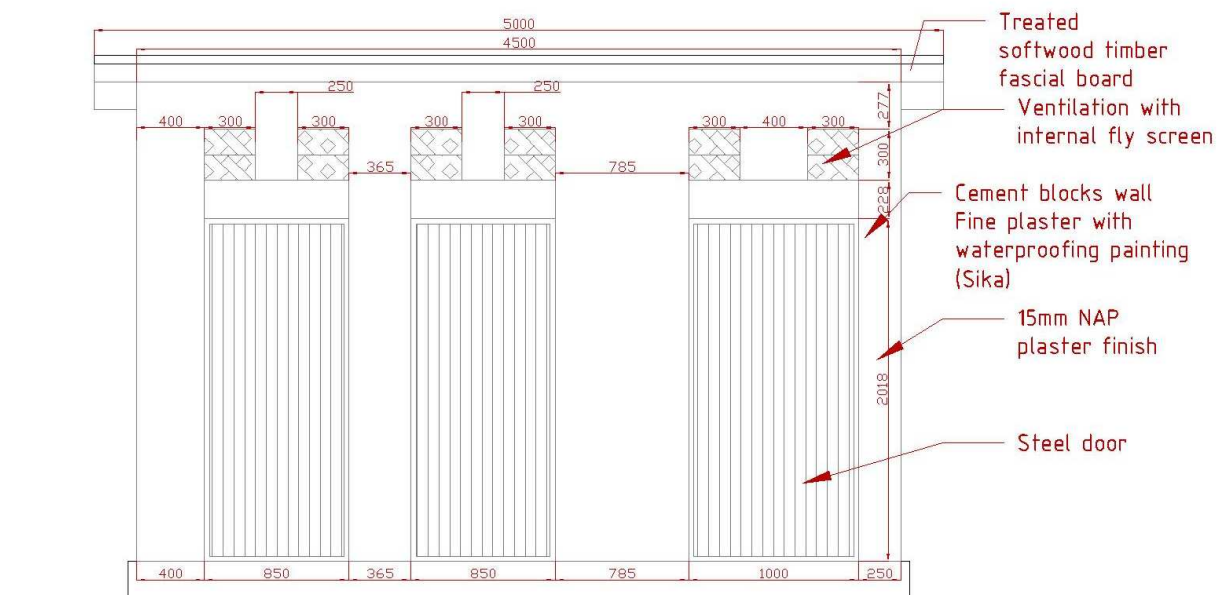 5000
4500
Treated
softwood timber
fascial board
250
250
277
Ventilation with
internal fly screen
400
300
300
300
300
300
400
300
300
365
785
228
Cement blocks wall
Fine plaster with
waterproofing painting
(Sika)
15mm NAP
plaster finish
2018
Steel door
400
850
365
850
785
1000
250